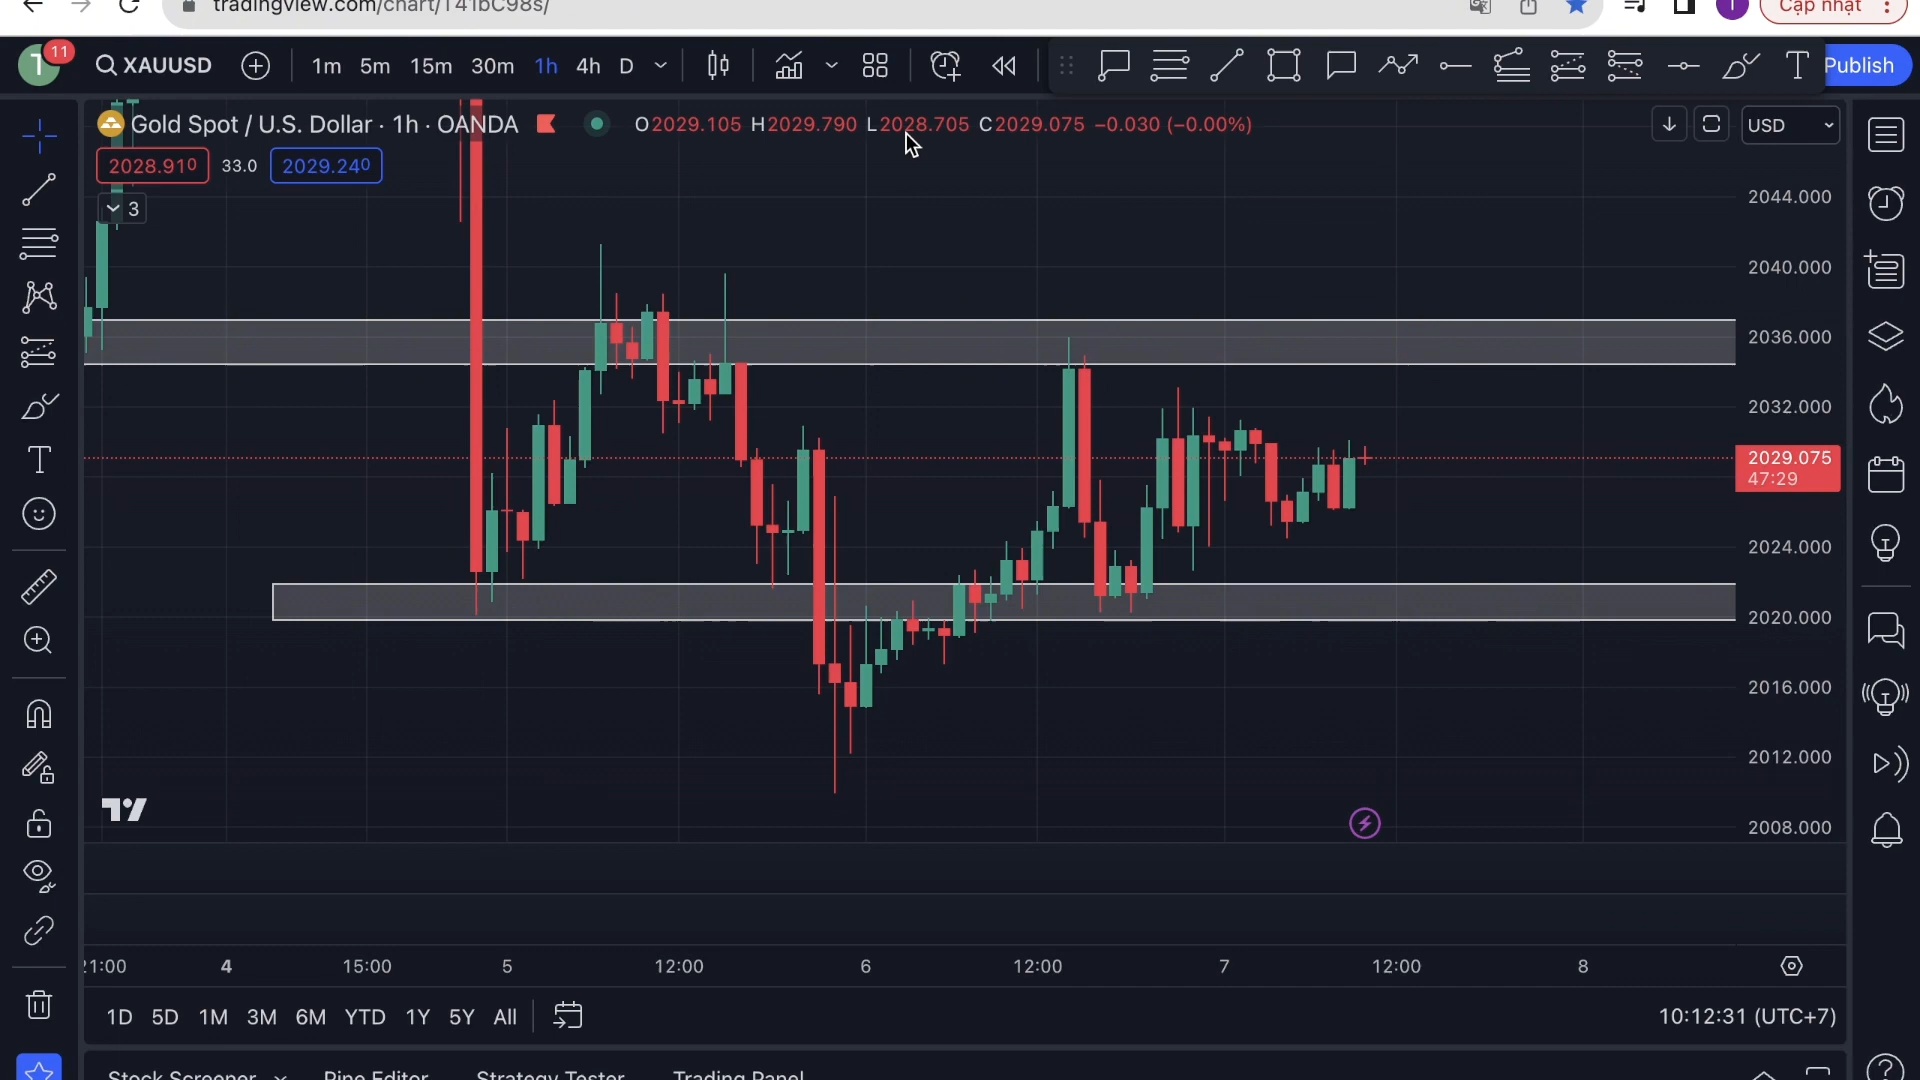 tradingview.com/chart/T41bC98s/
Cập nhật
11
T
XAUUSD 1m 5m 15m 30m 1h 4h D
T
Publish
Gold Spot / U.S. Dollar · 1h · OANDA
O2029.105 H2029.790 L2028.705 C2029.075 −0.030 (−0.00%)
USD
2028.910 33.0 2029.240
3
2044.000
2040.000
2036.000
2032.000
2029.075
47:29
2024.000
2020.000
2016.000
2012.000
2008.000
21:00 4 15:00 5 12:00 6 12:00 7 12:00 8
1D 5D 1M 3M 6M YTD 1Y 5Y All
10:12:31 (UTC+7)
Stock Screener Pine Editor Strategy Tester Trading Panel